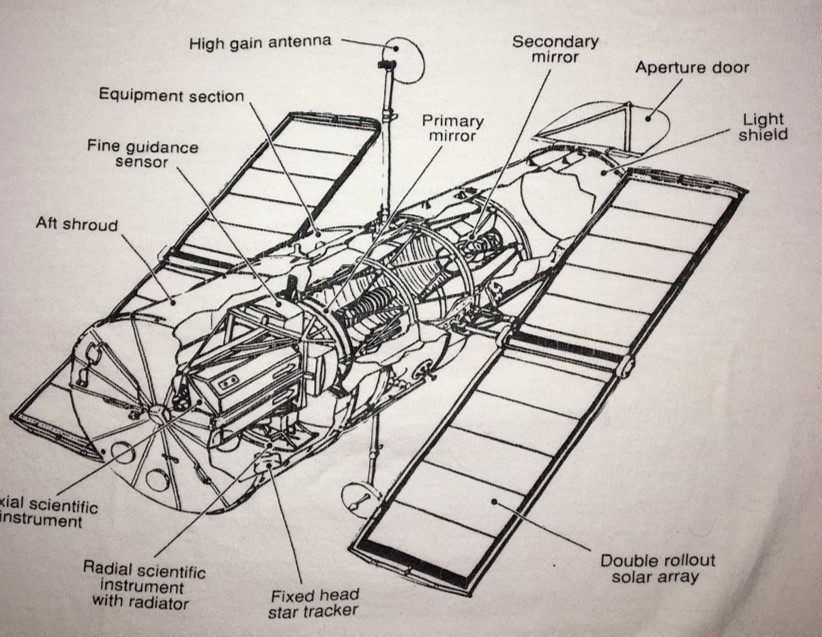 High gain antenna
Secondary
mirror
Aperture door
Equipment section
Primary
mirror
Light
shield
Fine guidance
sensor
Aft shroud
xial scientific
instrument
Radial scientific
instrument
with radiator
Fixed head
star tracker
Double rollout
solar array